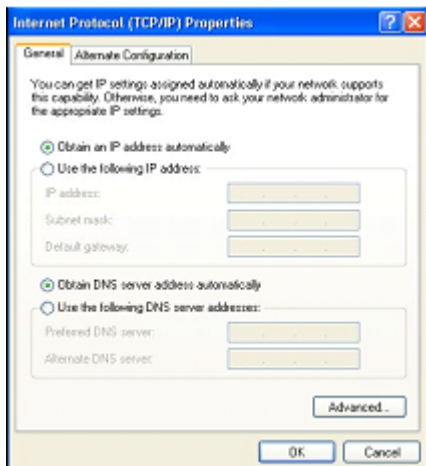 Internet Protocol (TCP/IP) Properties
General Alternate Configuration
You can get IP settings assigned automatically if your network supports
this capability. Otherwise, you need to ask your network administrator for
the appropriate IP settings.
Obtain an IP address automatically
Use the following IP address:
IP address:
Subnet mask:
Default gateway:
Obtain DNS server address automatically
Use the following DNS server addresses:
Preferred DNS server:
Alternate DNS server:
Advanced...
OK Cancel